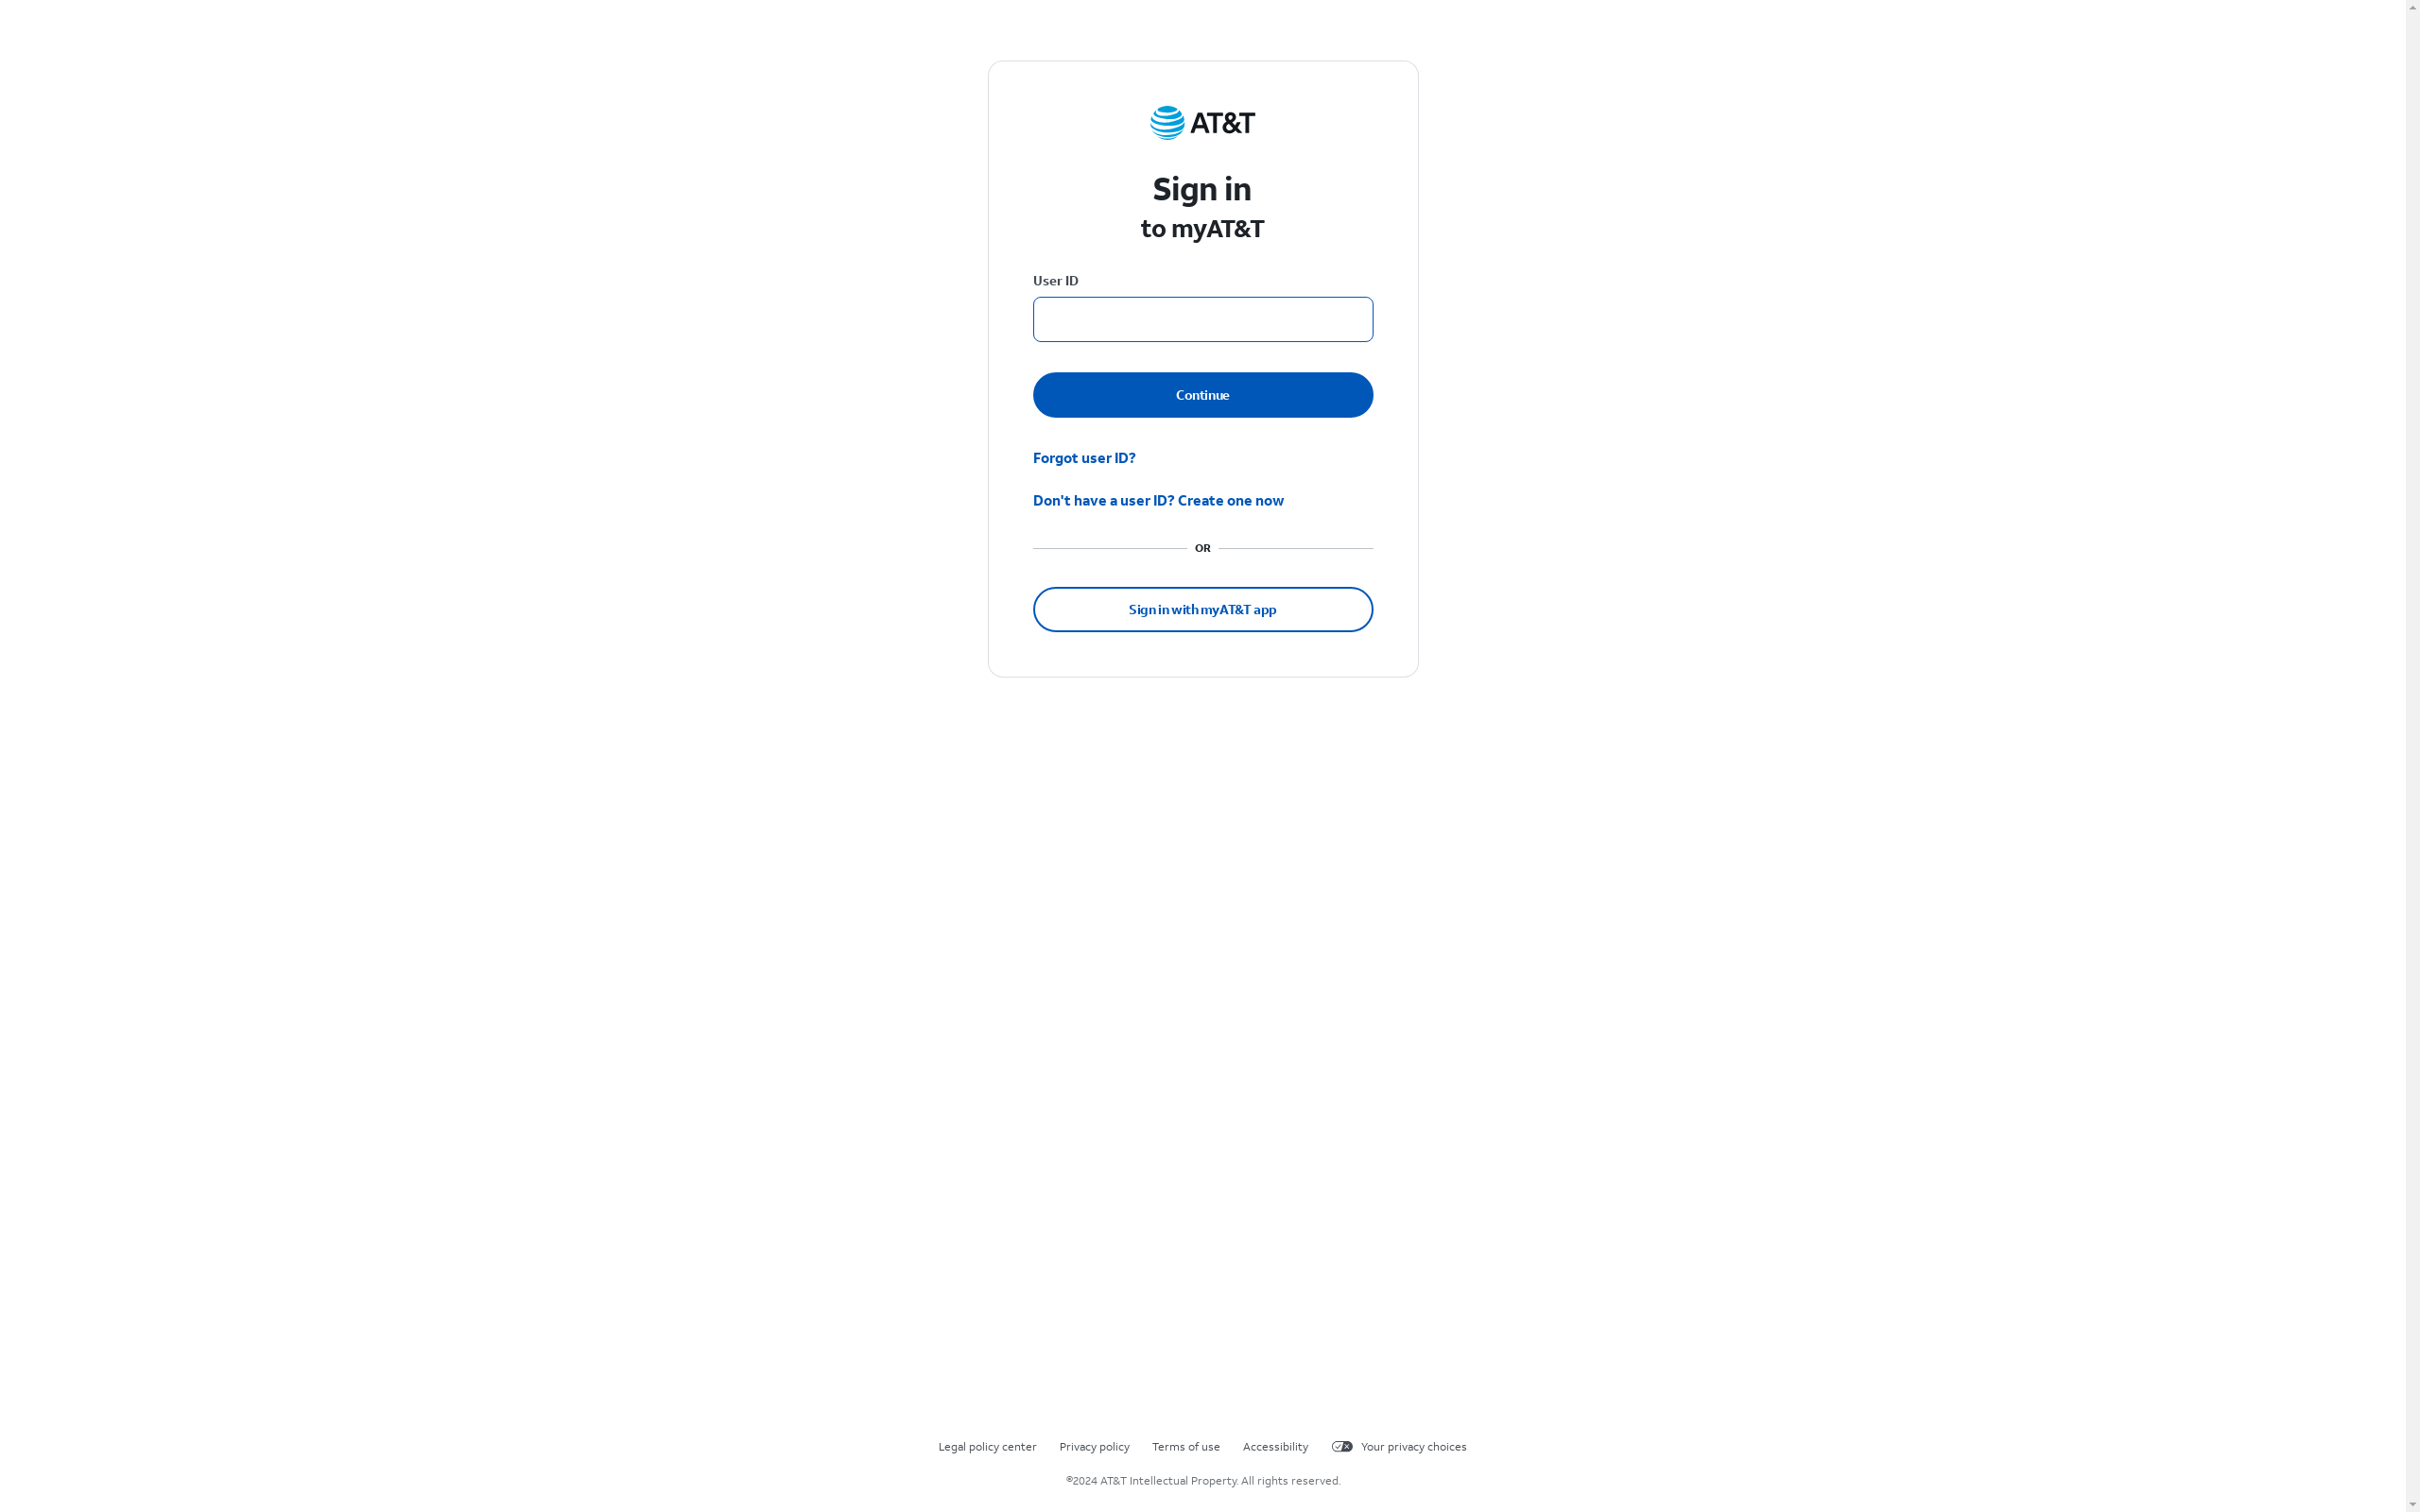 AT&T
Sign in
to myAT&T
User ID
Continue
Forgot user ID?
Don't have a user ID? Create one now
OR
Sign in with myAT&T app
Legal policy center Privacy policy Terms of use Accessibility Your privacy choices
©2024 AT&T Intellectual Property. All rights reserved.